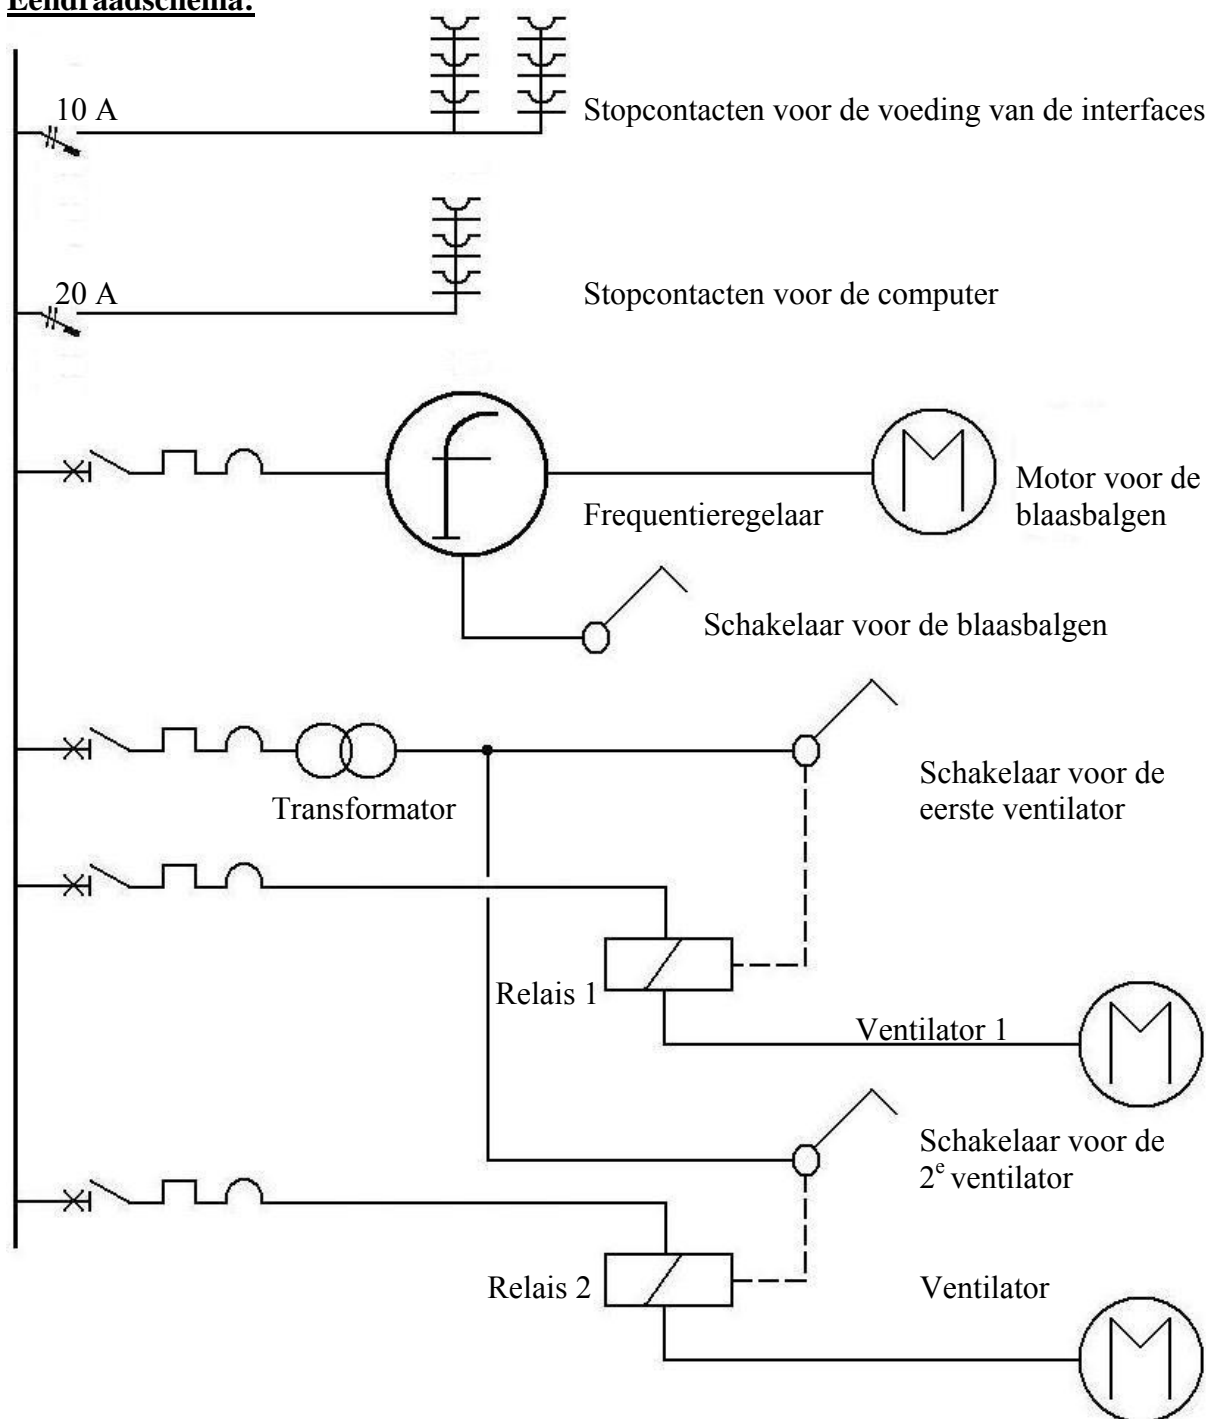 Eendraadschema:
10 A
Stopcontacten voor de voeding van de interfaces
20 A
Stopcontacten voor de computer
Motor voor de
blaasbalgen
Frequentieregelaar
Schakelaar voor de blaasbalgen
Schakelaar voor de
eerste ventilator
Transformator
Relais 1
Ventilator 1
Schakelaar voor de
2e ventilator
Relais 2
Ventilator